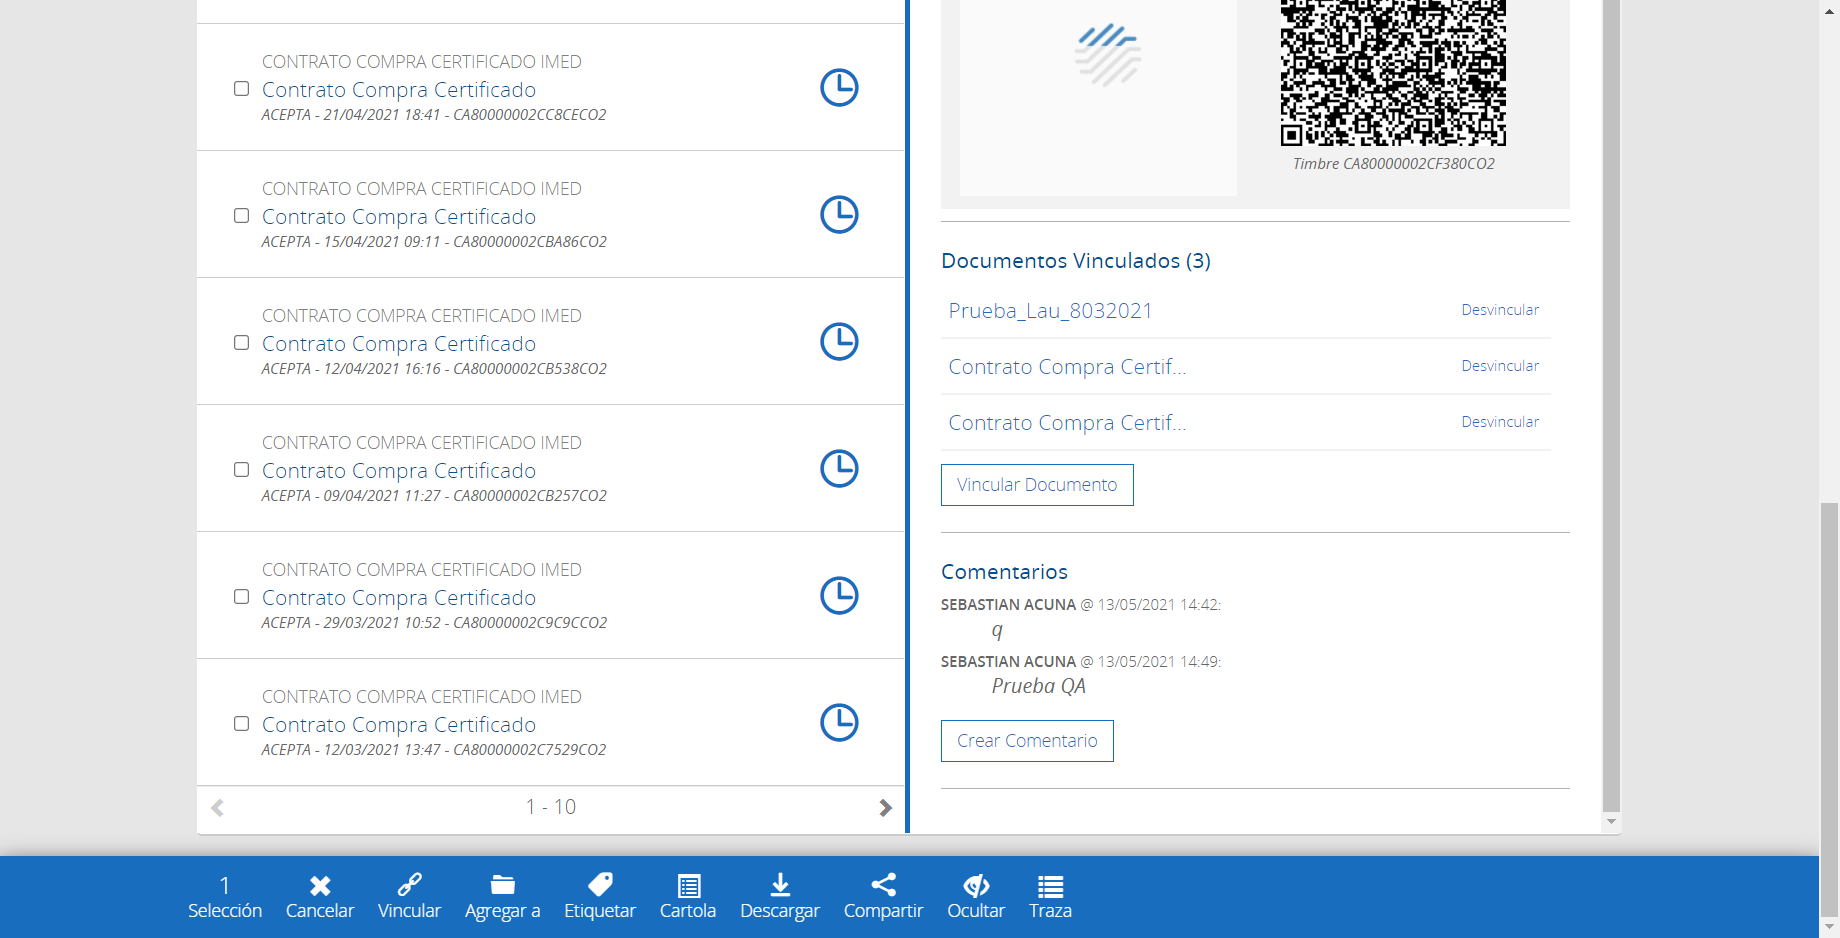 CONTRATO COMPRA CERTIFICADO IMED
Contrato Compra Certificado
ACEPTA - 21/04/2021 18:41 - CA80000002CC8CECO2
CONTRATO COMPRA CERTIFICADO IMED
Contrato Compra Certificado
ACEPTA - 15/04/2021 09:11 - CA80000002CBA86CO2
CONTRATO COMPRA CERTIFICADO IMED
Contrato Compra Certificado
ACEPTA - 12/04/2021 16:16 - CA80000002CB538CO2
CONTRATO COMPRA CERTIFICADO IMED
Contrato Compra Certificado
ACEPTA - 09/04/2021 11:27 - CA80000002CB257CO2
CONTRATO COMPRA CERTIFICADO IMED
Contrato Compra Certificado
ACEPTA - 29/03/2021 10:52 - CA80000002C9C9CCO2
CONTRATO COMPRA CERTIFICADO IMED
Contrato Compra Certificado
ACEPTA - 12/03/2021 13:47 - CA80000002C7529CO2
1 - 10
Timbre CA80000002CF380CO2
Documentos Vinculados (3)
Prueba_Lau_8032021 Desvincular
Contrato Compra Certif... Desvincular
Contrato Compra Certif... Desvincular
Vincular Documento
Comentarios
SEBASTIAN ACUNA @ 13/05/2021 14:42:
q
SEBASTIAN ACUNA @ 13/05/2021 14:49:
Prueba QA
Crear Comentario
1
Selección Cancelar Vincular Agregar a Etiquetar Cartola Descargar Compartir Ocultar Traza